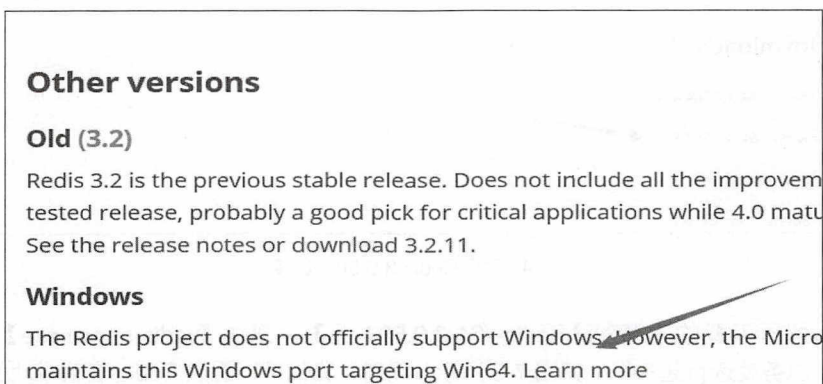 Other versions
Old (3.2)
Redis 3.2 is the previous stable release. Does not include all the improvem
tested release, probably a good pick for critical applications while 4.0 matu
See the release notes or download 3.2.11.
Windows
The Redis project does not officially support Windows. However, the Micro
maintains this Windows port targeting Win64. Learn more